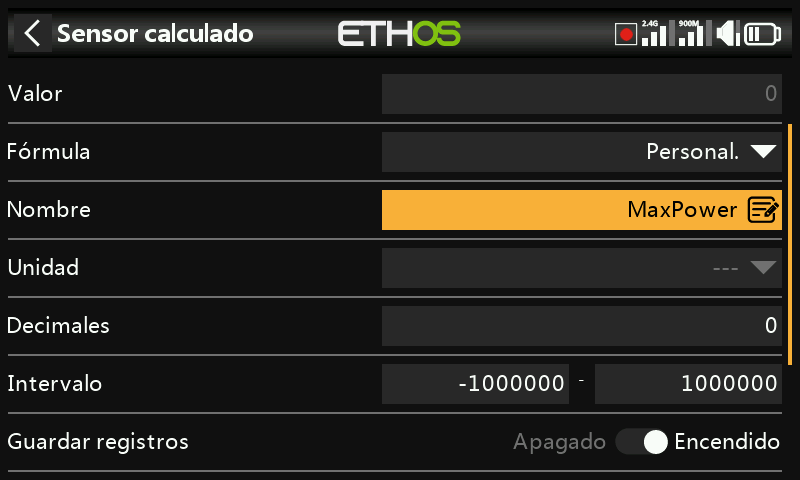 Sensor calculado ETHOS 2.4G 900M
Valor 0
Fórmula Personal.
Nombre MaxPower
Unidad ---
Decimales 0
Intervalo -1000000 - 1000000
Guardar registros Apagado Encendido